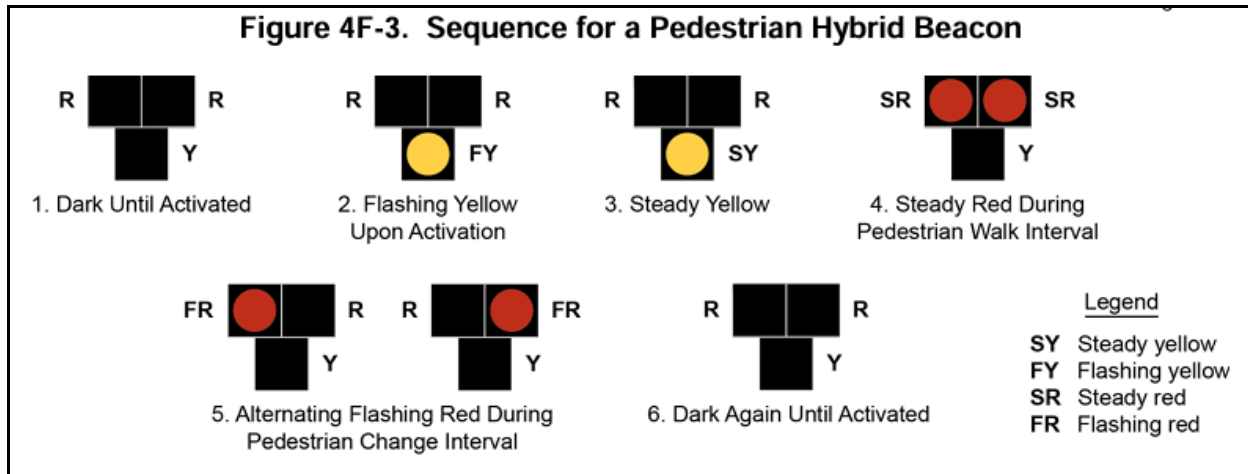 Figure 4F-3. Sequence for a Pedestrian Hybrid Beacon
R R
Y
1. Dark Until Activated
R R
FY
2. Flashing Yellow
Upon Activation
R R
SY
3. Steady Yellow
SR SR
Y
4. Steady Red During
Pedestrian Walk Interval
FR R
Y
R FR
Y
5. Alternating Flashing Red During
Pedestrian Change Interval
R R
Y
6. Dark Again Until Activated
Legend
SY Steady yellow
FY Flashing yellow
SR Steady red
FR Flashing red